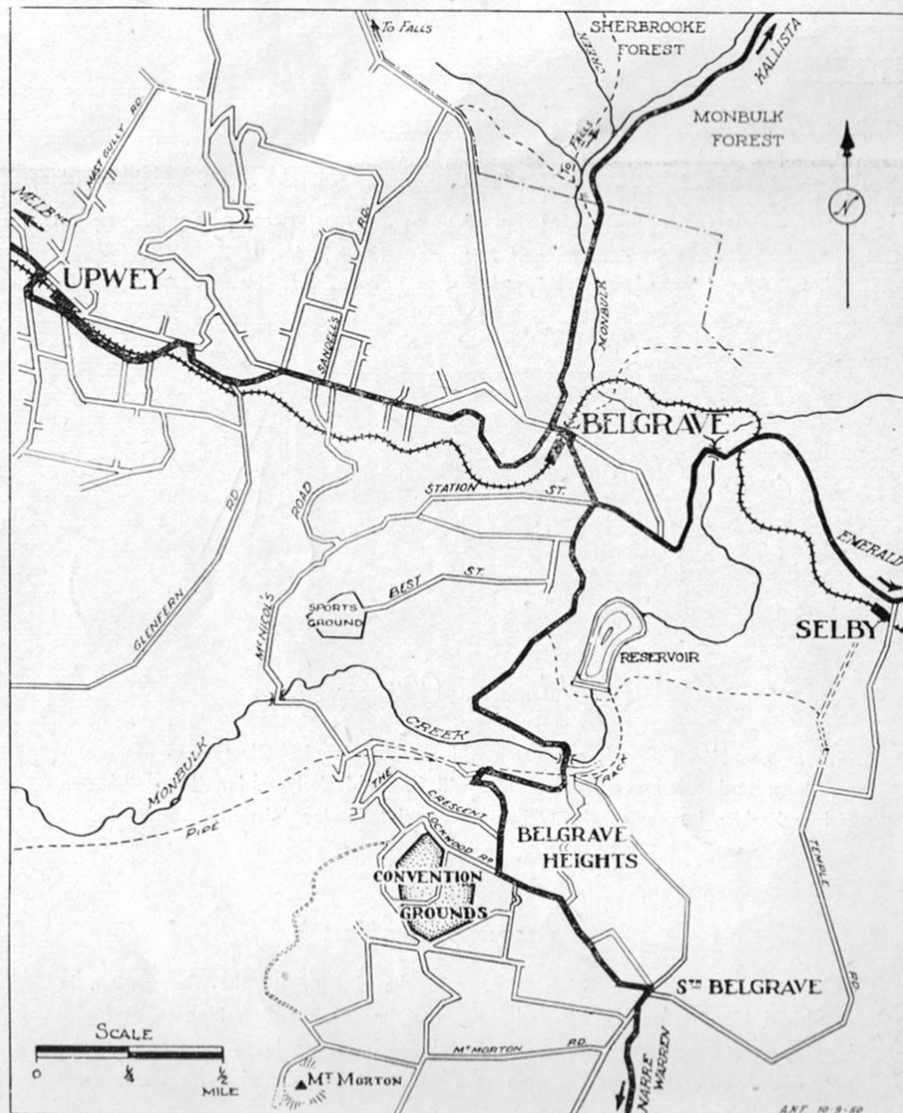 SHERBROOKE
FOREST
CREEK
KALLISTA
TO FALLS
MONBULK
FOREST
MAST GULLY RD
TO FALLS
N
MELBNE
UPWEY
SANDELL'S RD.
MONBULK
BELGRAVE
STATION ST.
ROAD
GLENFERN RD
BEST ST.
SPORTS
GROUND
McNICOL'S
EMERALD
SELBY
RESERVOIR
CREEK
MONBULK
PIPE
TRACK
THE CRESCENT
LOCKWOOD RD
BELGRAVE
HEIGHTS
CONVENTION
GROUNDS
TEMPLE RD.
STH BELGRAVE
SCALE
0 ¼ ½
MILE
MT MORTON RD.
MT MORTON
NARRE
WARREN
A.N.F. 10-9-50